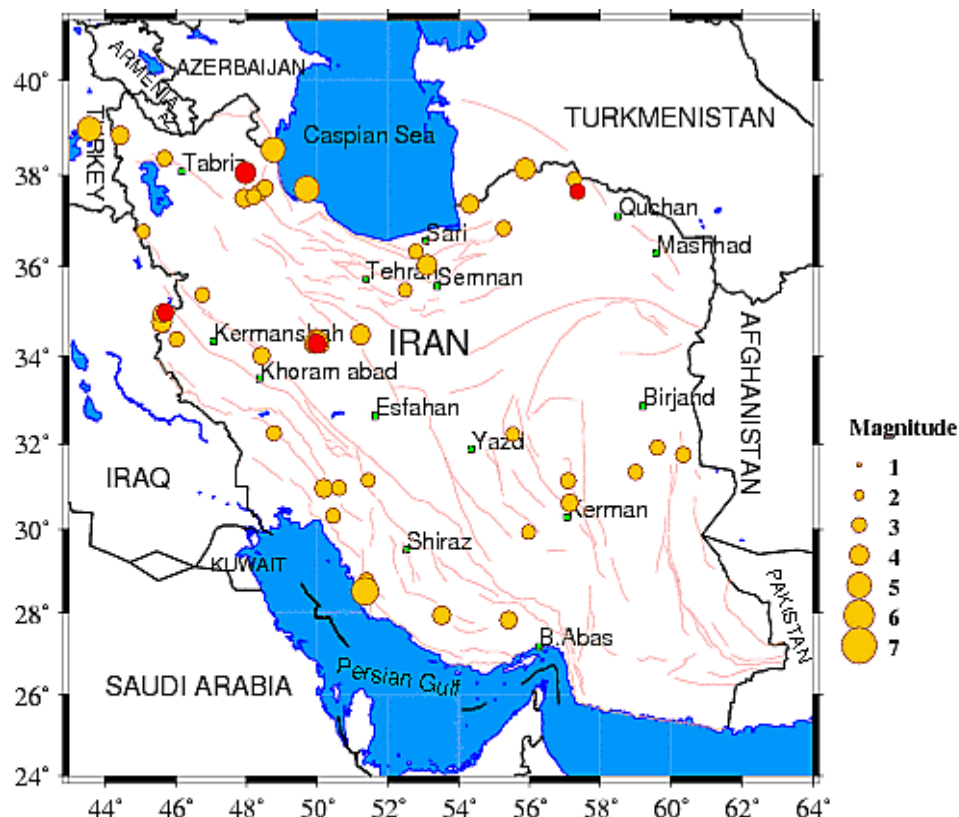 40°
38°
36°
34°
32°
30°
28°
26°
24°
44°
46°
48°
50°
52°
54°
56°
58°
60°
62°
64°
ARMENIA
AZERBAIJAN
TURKEY
Caspian Sea
TURKMENISTAN
Tabriz
Quchan
Sari
Mashhad
Tehran
Semnan
Kermanshah
IRAN
Khoram abad
AFGHANISTAN
Esfahan
Birjand
Yazd
IRAQ
Kerman
Shiraz
KUWAIT
PAKISTAN
B.Abas
Persian Gulf
SAUDI ARABIA
Magnitude
1
2
3
4
5
6
7